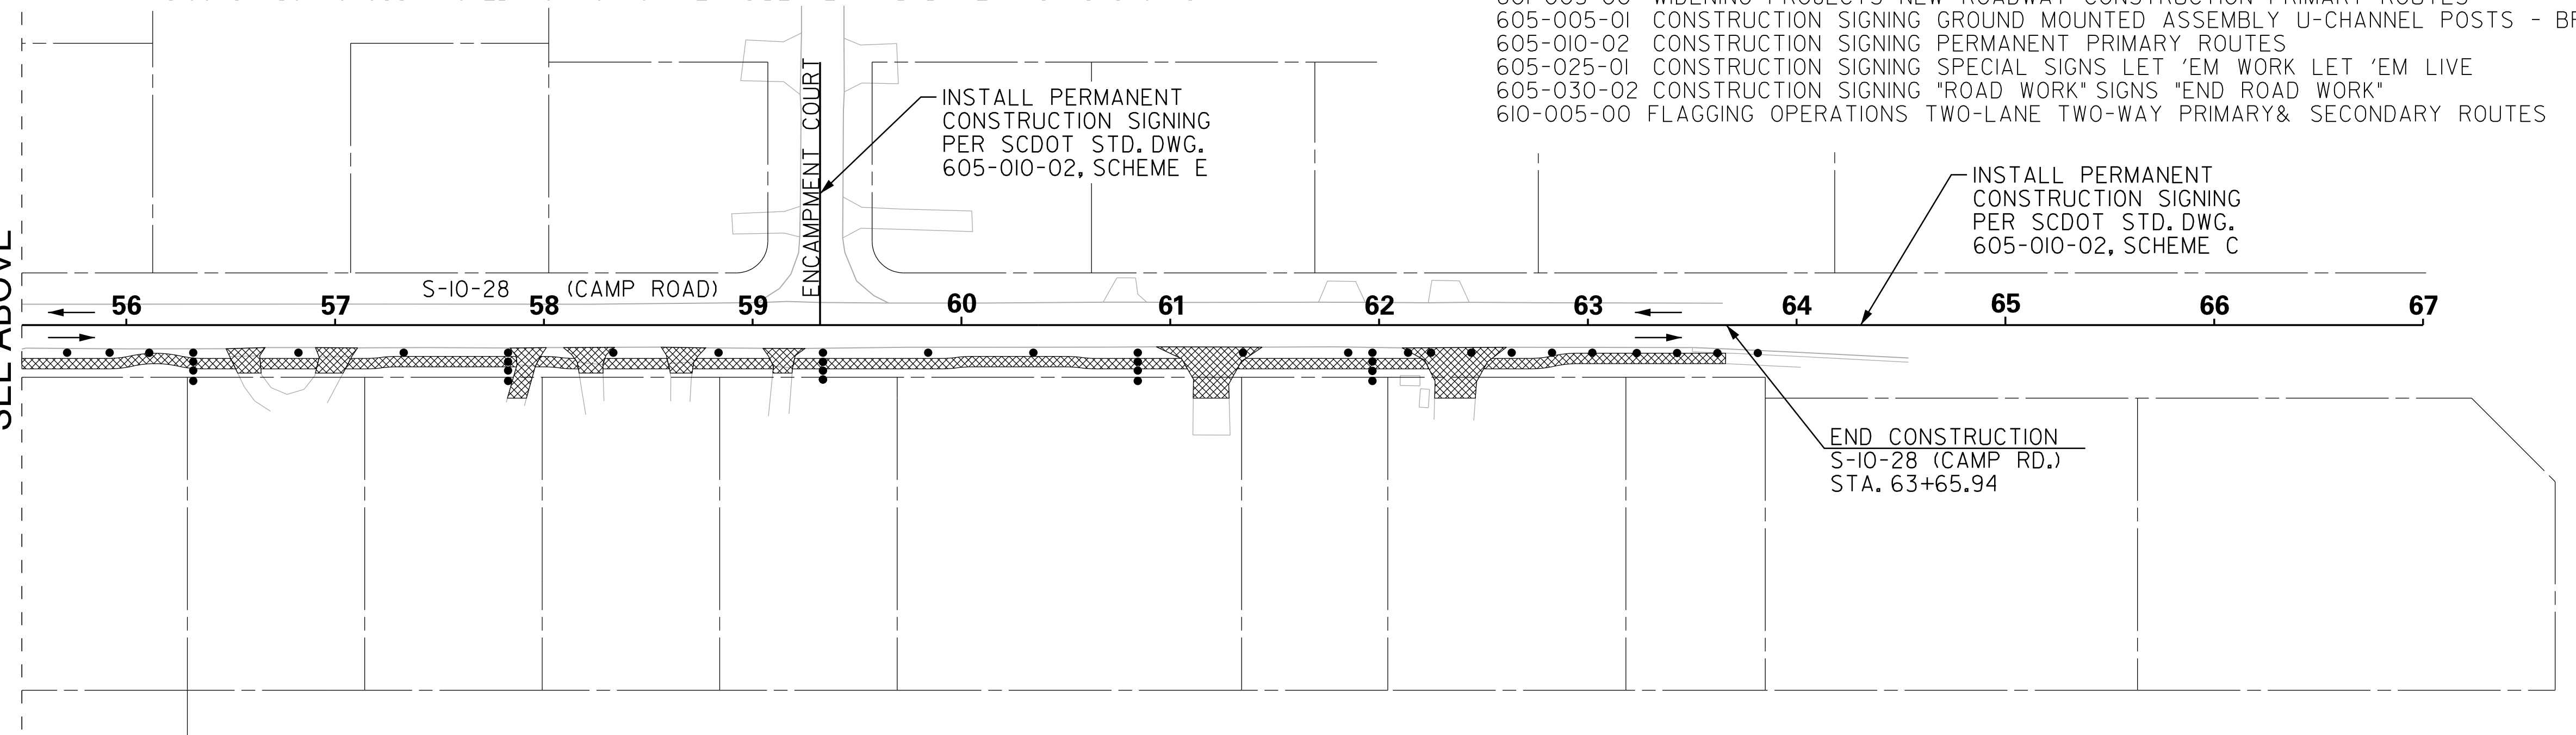 605-005-01 CONSTRUCTION SIGNING GROUND MOUNTED ASSEMBLY U-CHANNEL POSTS -
605-010-02 CONSTRUCTION SIGNING PERMANENT PRIMARY ROUTES
605-025-01 CONSTRUCTION SIGNING SPECIAL SIGNS LET 'EM WORK LET 'EM LIVE
605-030-02 CONSTRUCTION SIGNING "ROAD WORK" SIGNS "END ROAD WORK"
610-005-00 FLAGGING OPERATIONS TWO-LANE TWO-WAY PRIMARY& SECONDARY ROUTES
INSTALL PERMANENT
CONSTRUCTION SIGNING
PER SCDOT STD. DWG.
605-010-02, SCHEME E
ENCAMPMENT COURT
INSTALL PERMANENT
CONSTRUCTION SIGNING
PER SCDOT STD. DWG.
605-010-02, SCHEME C
SEE ABOVE
S-10-28 (CAMP ROAD)
56 57 58 59 60 61 62 63 64 65 66 67
END CONSTRUCTION
S-10-28 (CAMP RD.)
STA. 63+65.94